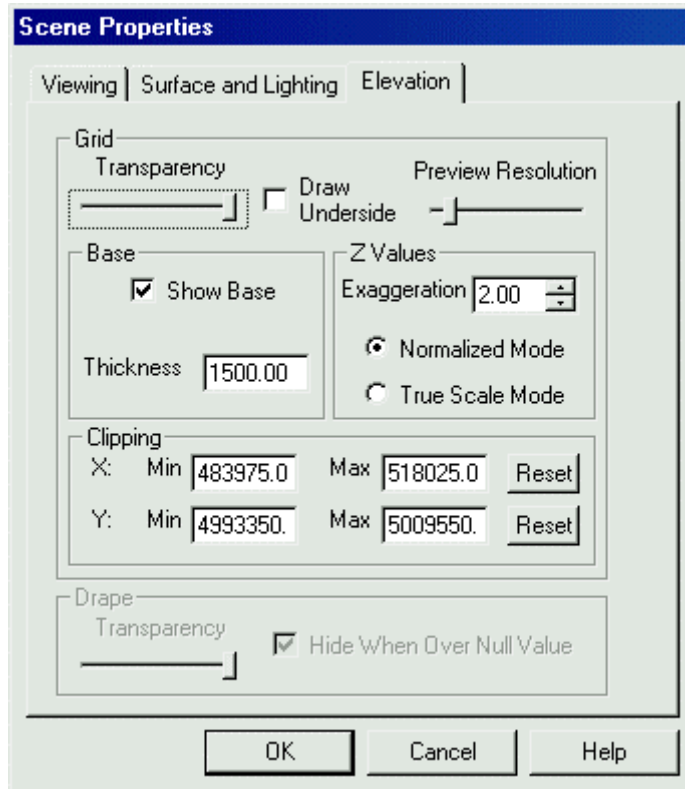 Scene Properties
Viewing Surface and Lighting Elevation
Grid
Transparency
Draw Underside
Preview Resolution
Base
Show Base
Thickness 1500.00
Z Values
Exaggeration 2.00
Normalized Mode
True Scale Mode
Clipping
X: Min 483975.0 Max 518025.0 Reset
Y: Min 4993350. Max 5009550. Reset
Drape
Transparency
Hide When Over Null Value
OK Cancel Help